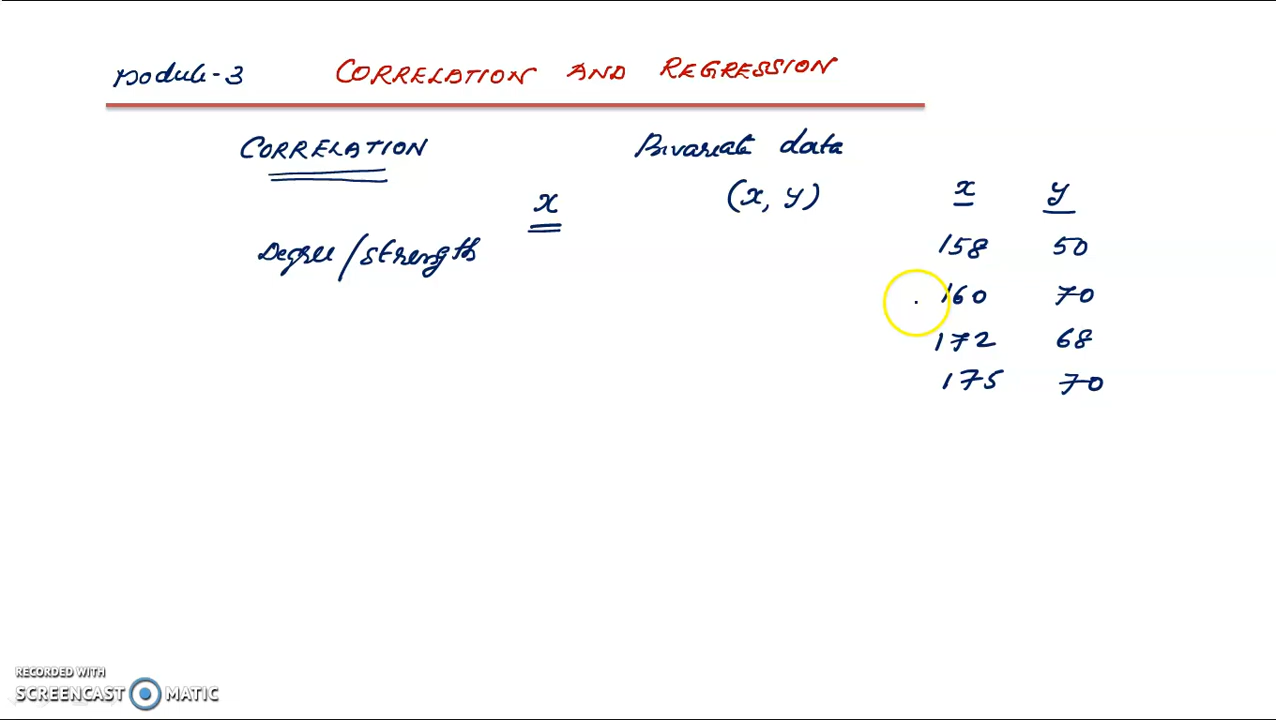 Module-3 CORRELATION AND REGRESSION
CORRELATION Bivariate data
x (x, y) x y
Degree/strength 158 50
160 70
172 68
175 70
RECORDED WITH
SCREENCAST MATIC